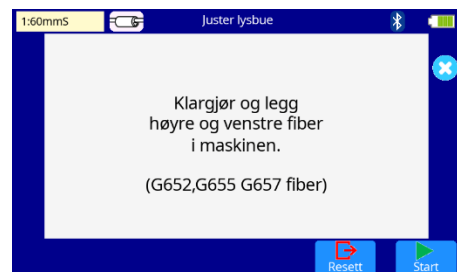 1:60mmS
Juster lysbue
Klargjør og legg
høyre og venstre fiber
i maskinen.
(G652,G655 G657 fiber)
Resett
Start